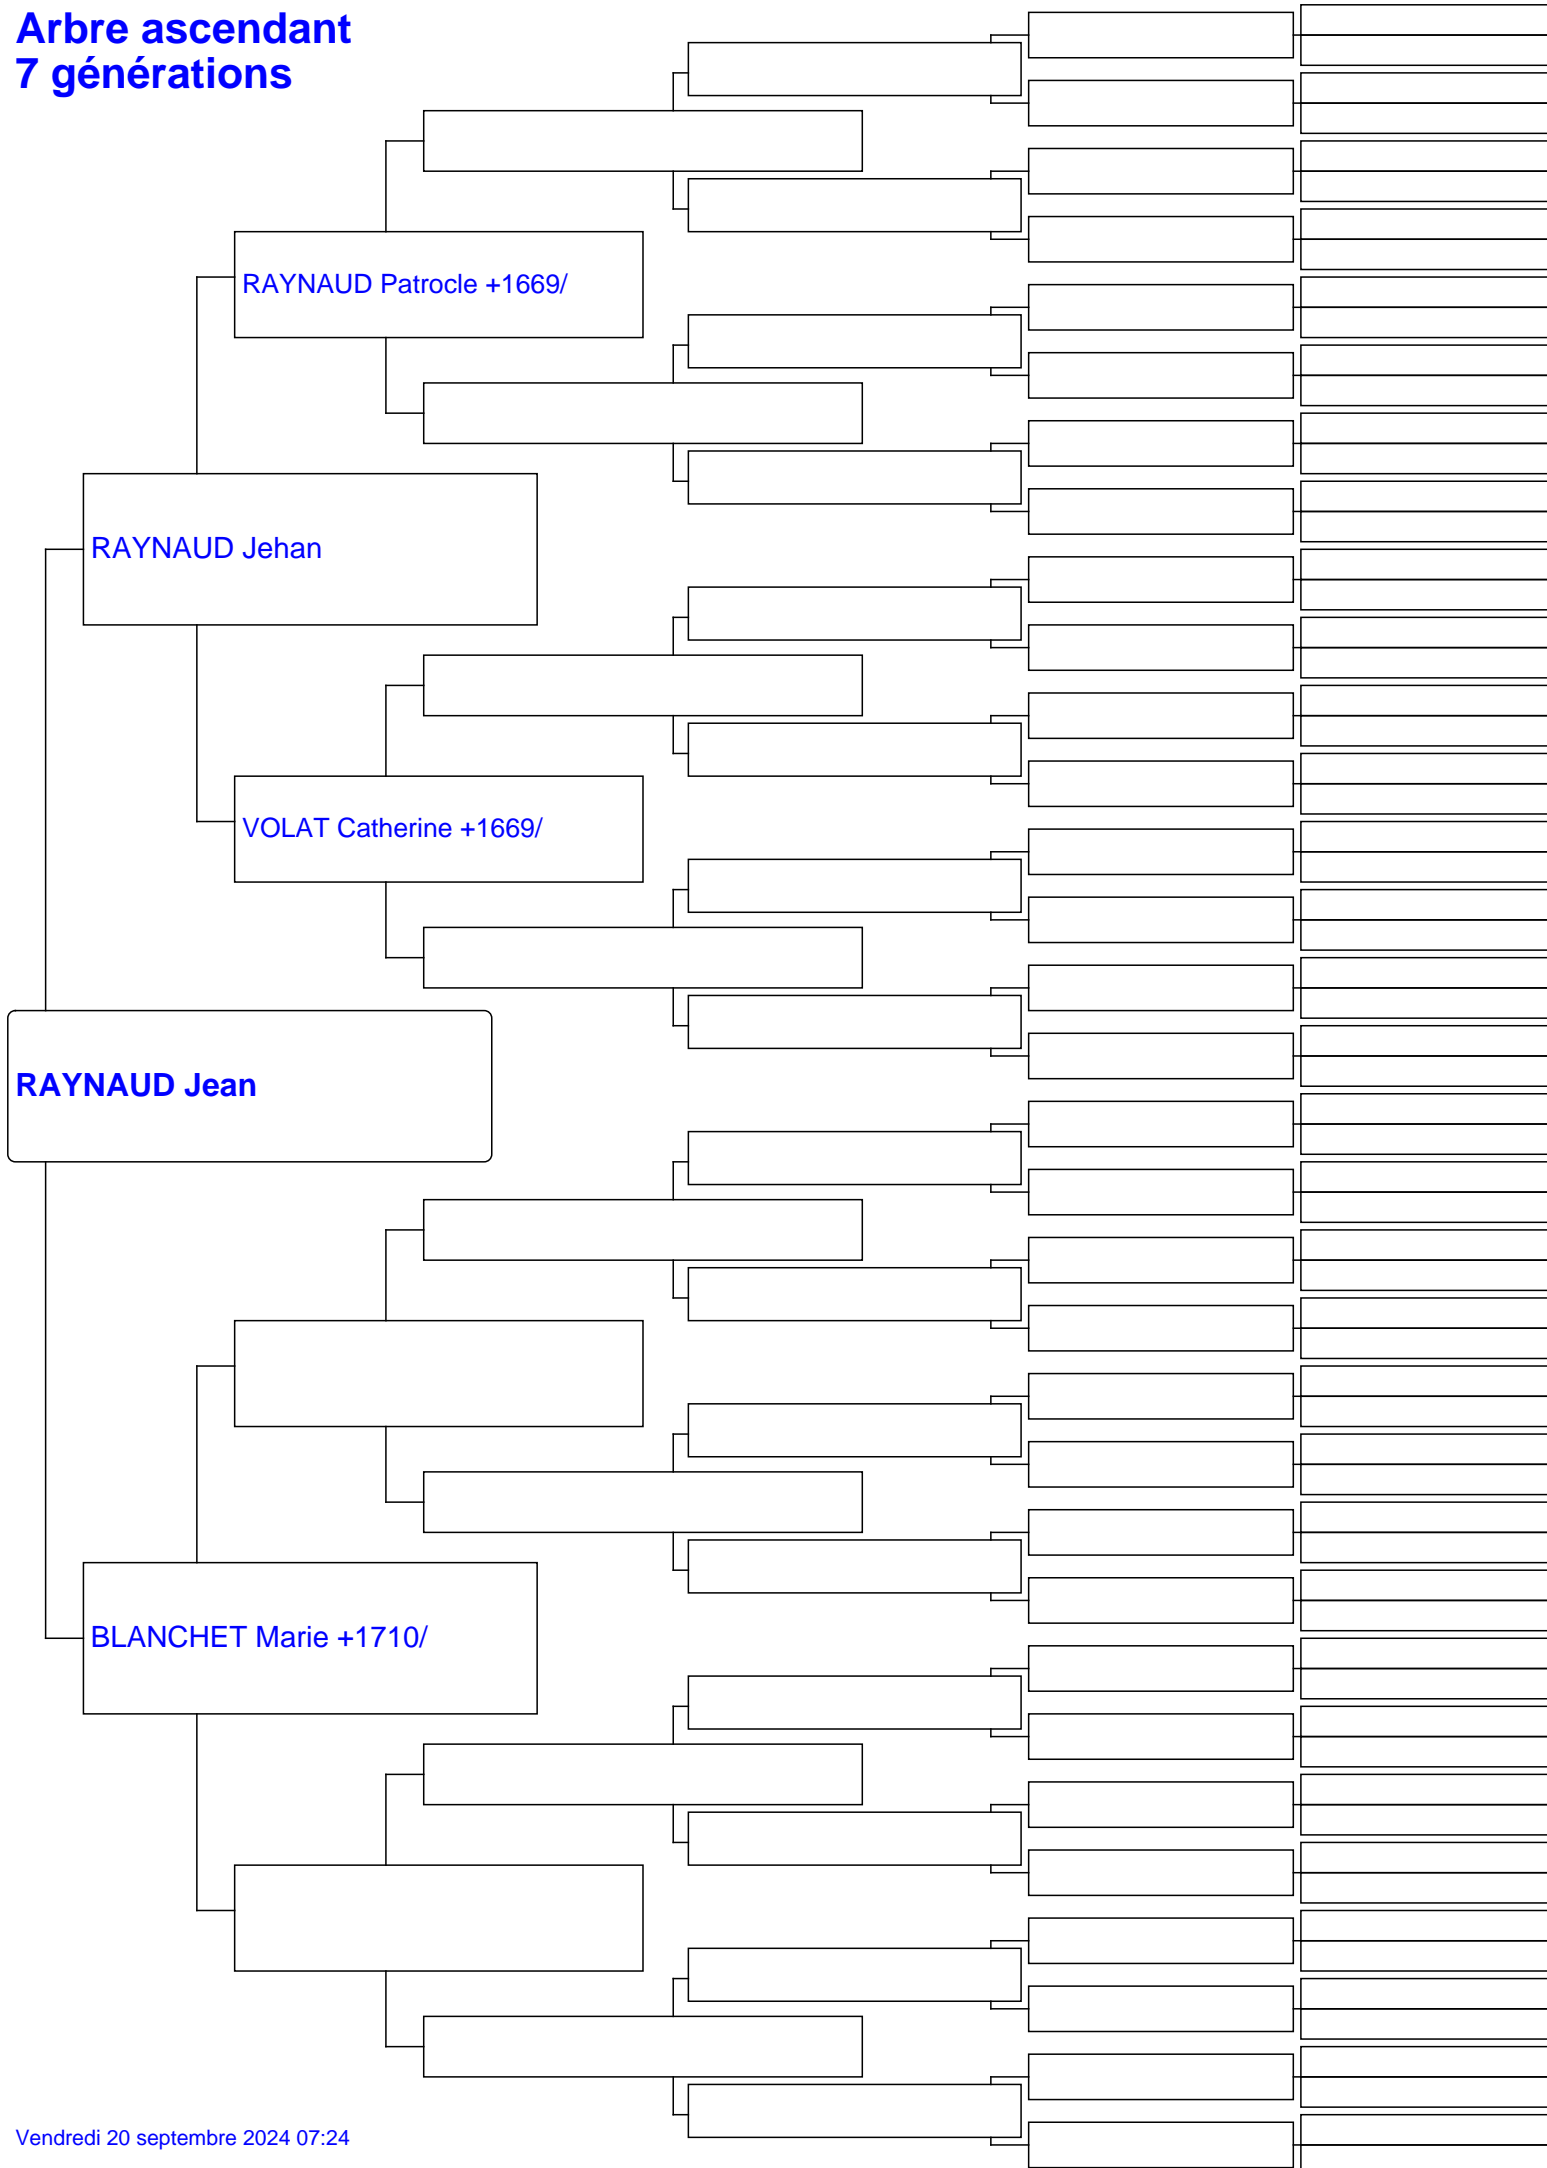 Arbre ascendant
7 générations
RAYNAUD Patrocle +1669/
RAYNAUD Jehan
VOLAT Catherine +1669/
RAYNAUD Jean
BLANCHET Marie +1710/
Vendredi 20 septembre 2024 07:24